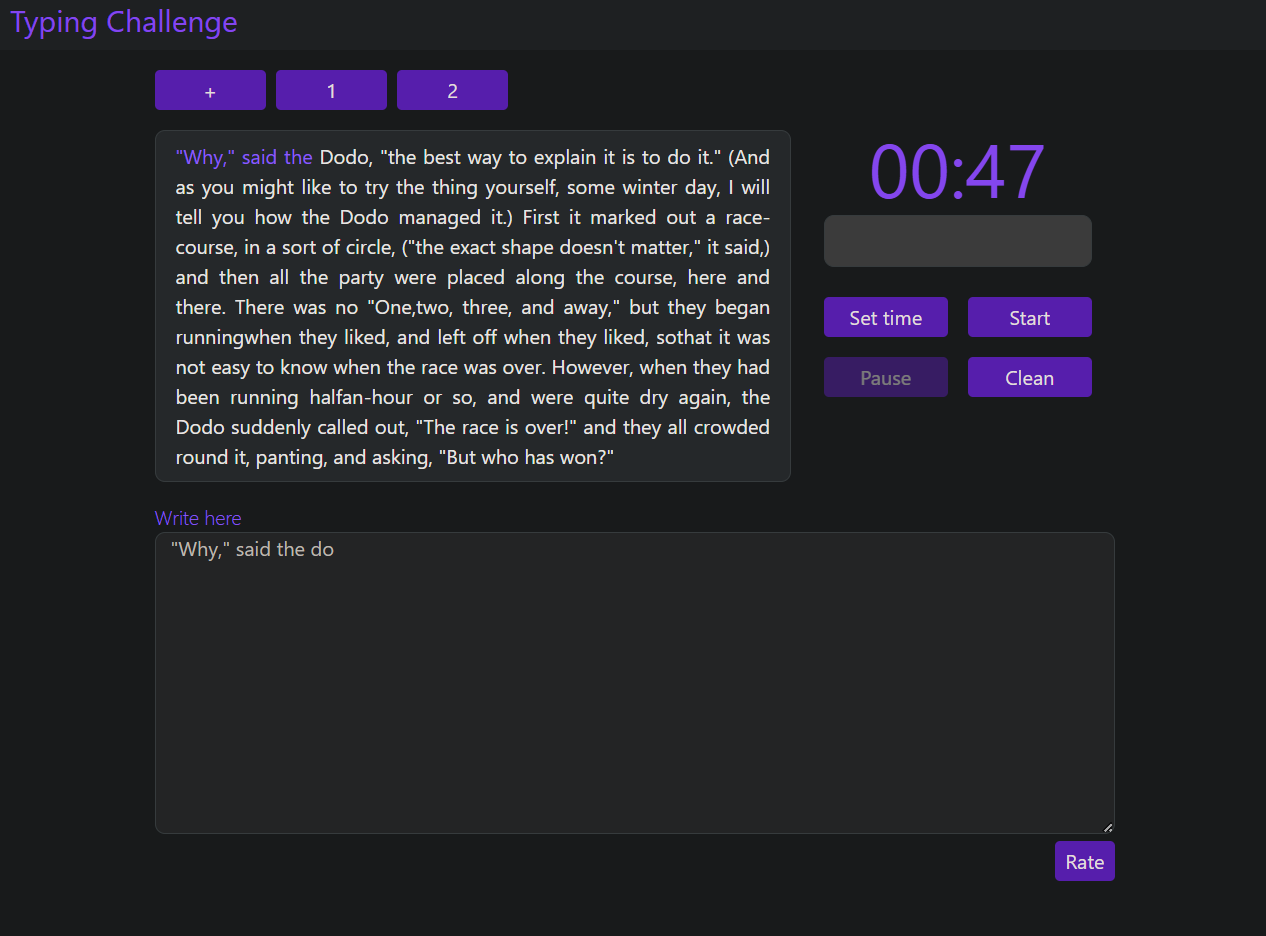 Typing Challenge
+ 1 2
"Why," said the Dodo, "the best way to explain it is to do it." (And
as you might like to try the thing yourself, some winter day, I will
tell you how the Dodo managed it.) First it marked out a race-
course, in a sort of circle, ("the exact shape doesn't matter," it said,)
and then all the party were placed along the course, here and
there. There was no "One,two, three, and away," but they began
runningwhen they liked, and left off when they liked, sothat it was
not easy to know when the race was over. However, when they had
been running halfan-hour or so, and were quite dry again, the
Dodo suddenly called out, "The race is over!" and they all crowded
round it, panting, and asking, "But who has won?"
00:47
Set time Start
Pause Clean
Write here
"Why," said the do
Rate